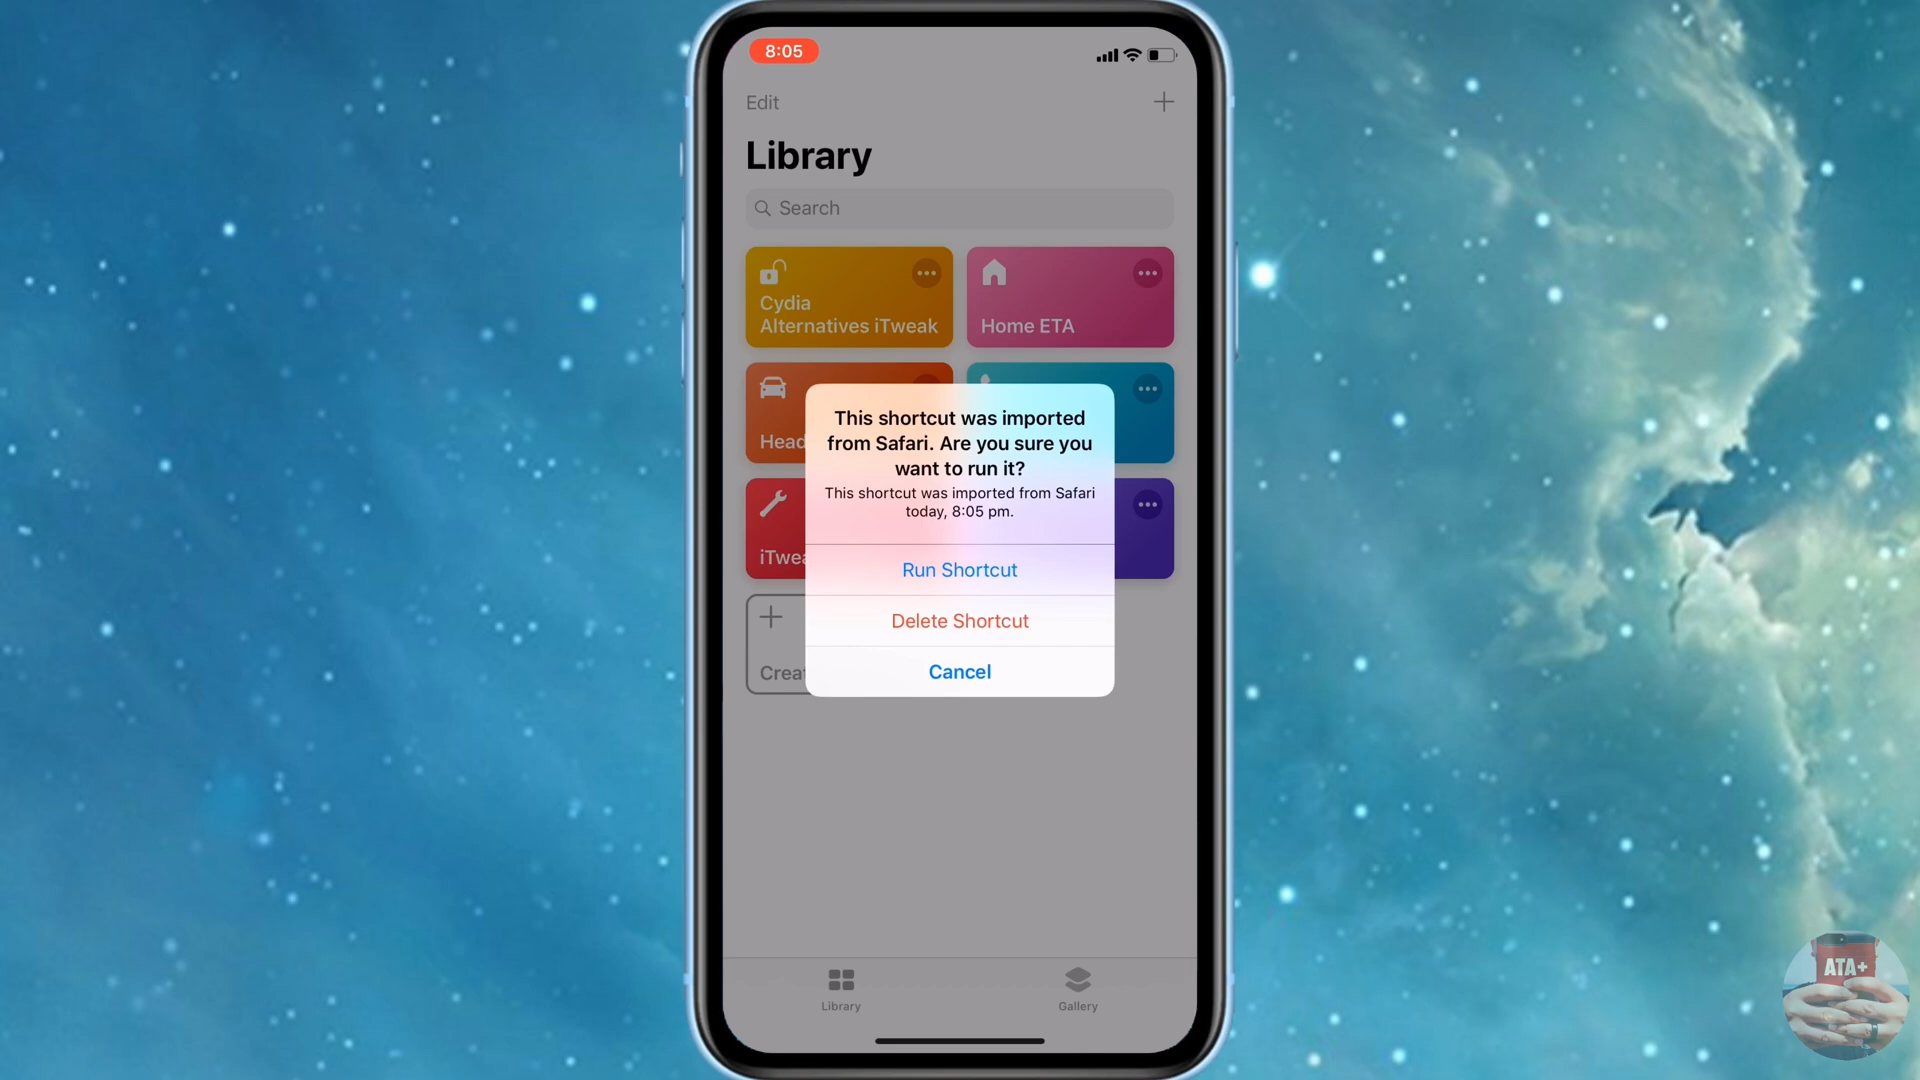 8:05
Edit
Library
Search
Cydia
Alternatives iTweak
Home ETA
Head
iTwea
Crea
This shortcut was imported
from Safari. Are you sure you
want to run it?
This shortcut was imported from Safari
today, 8:05 pm.
Run Shortcut
Delete Shortcut
Cancel
Library
Gallery
ATA+